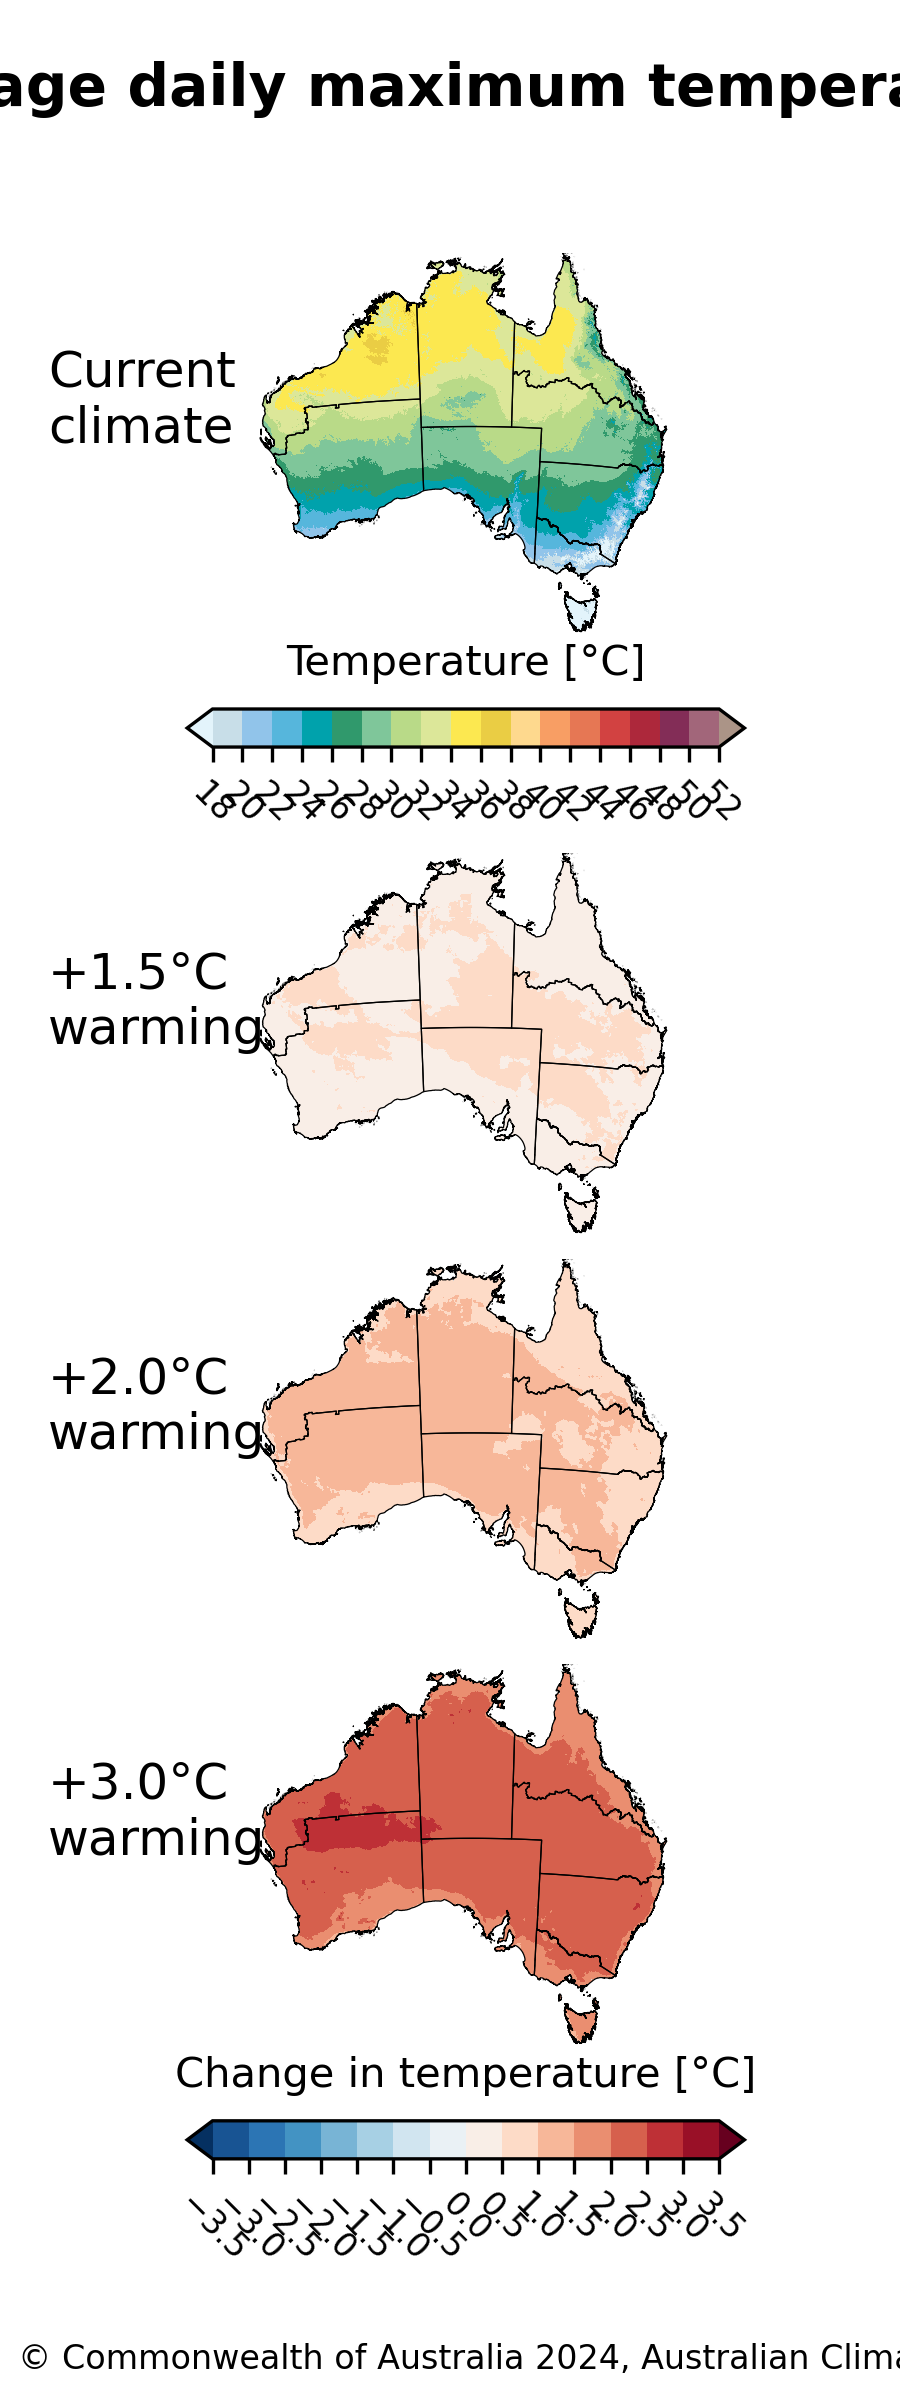 age daily maximum tempera
Current
climate
Temperature [°C]
18 20 22 24 26 28 30 32 34 36 38 40 42 44 46 48 50 52
+1.5°C
warming
+2.0°C
warming
+3.0°C
warming
Change in temperature [°C]
−3.5 −3.0 −2.5 −2.0 −1.5 −1.0 −0.5 0.0 0.5 1.0 1.5 2.0 2.5 3.0 3.5
© Commonwealth of Australia 2024, Australian Clima